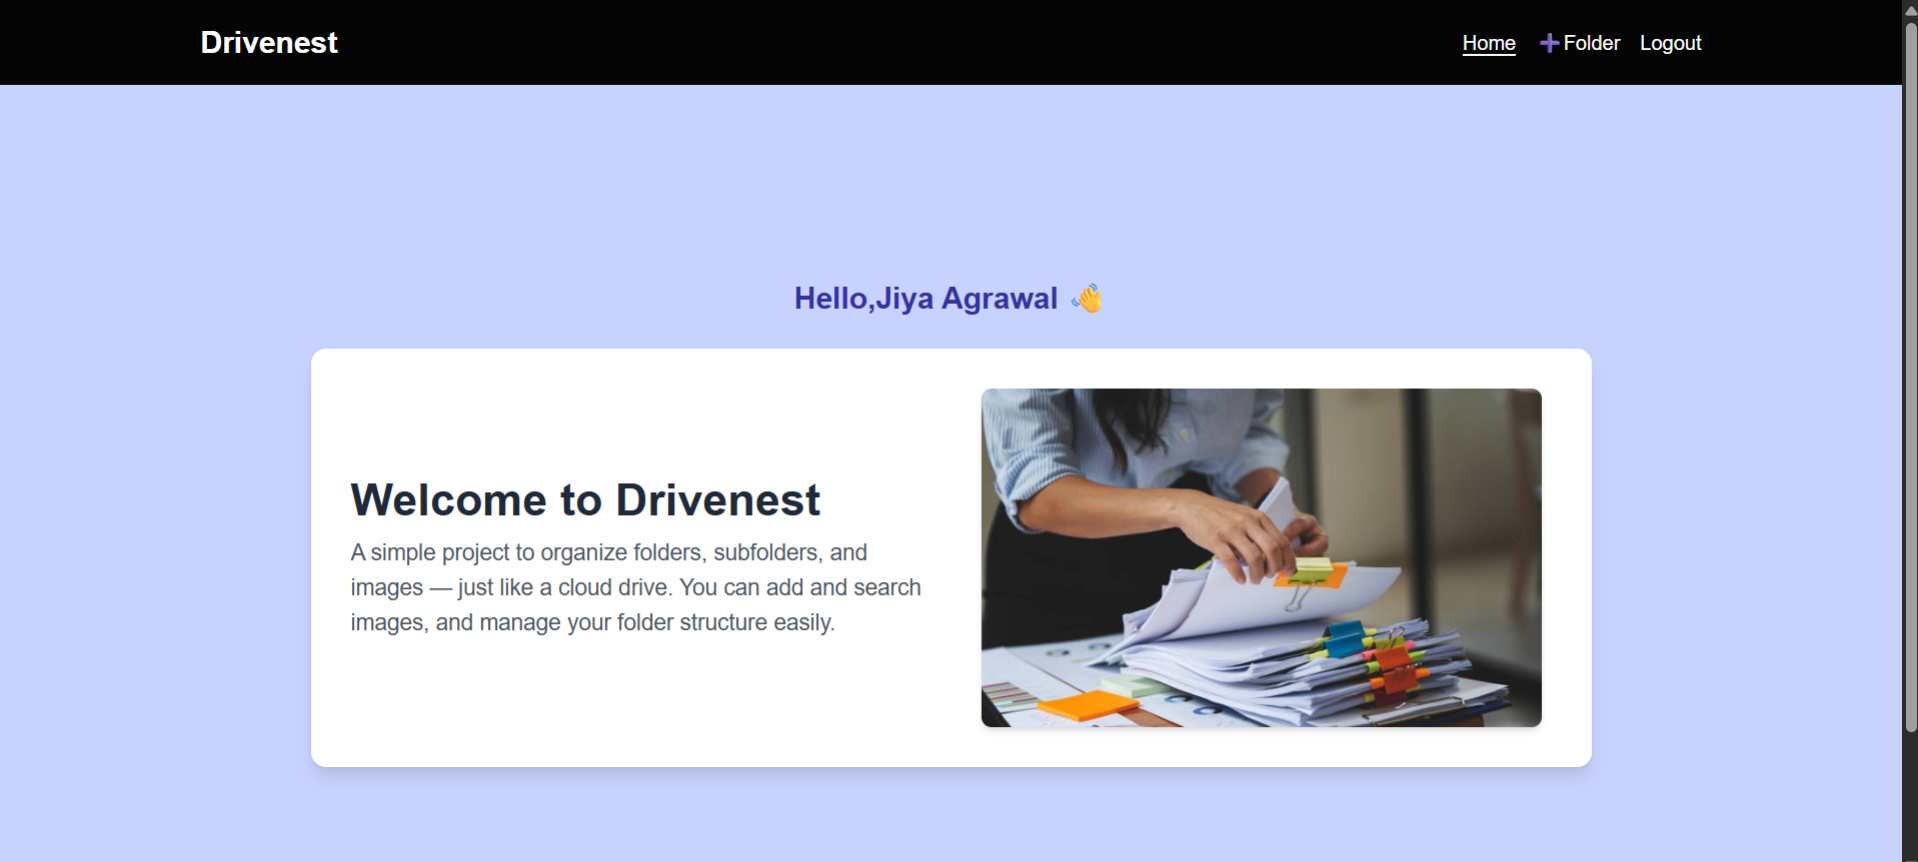 Drivenest
Home ➕Folder Logout
Hello,Jiya Agrawal 👋
Welcome to Drivenest
A simple project to organize folders, subfolders, and
images — just like a cloud drive. You can add and search
images, and manage your folder structure easily.